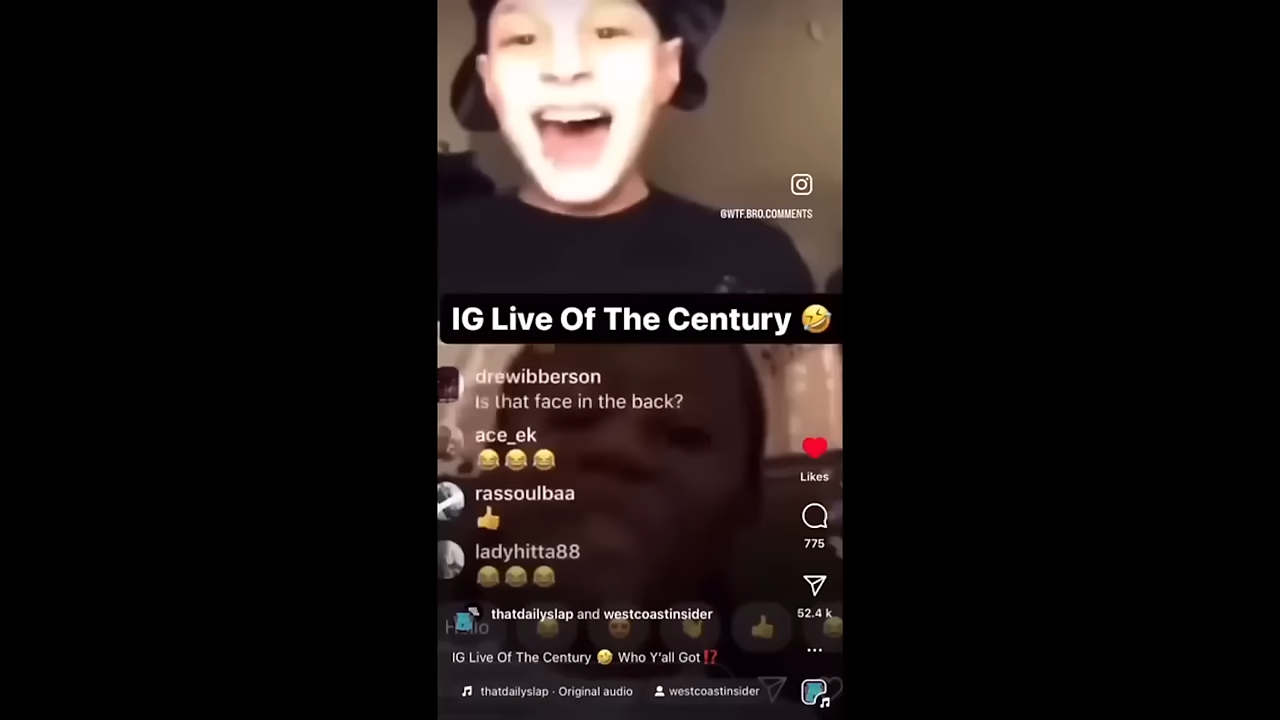 @WTF.BRO.COMMENTS
IG Live Of The Century 🤣
drewibberson
Is that face in the back?
ace_ek
😂😂😂
rassoulbaa
👍
ladyhitta88
😂😂😂
Likes
775
52.4 k
thatdailyslap and westcoastinsider
Hello
IG Live Of The Century 🤣 Who Y'all Got⁉️
thatdailyslap · Original audio westcoastinsider